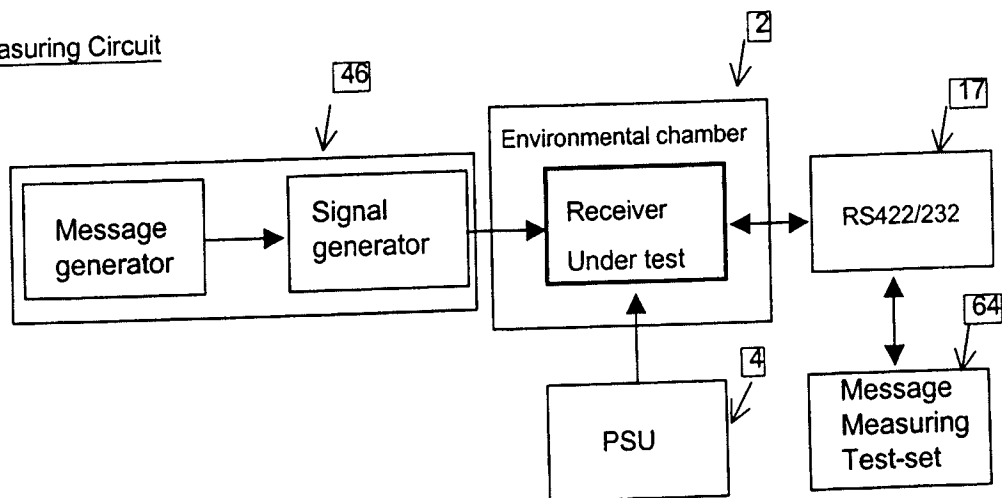 asuring Circuit
2
46
17
Environmental chamber
Message
generator
Signal
generator
Receiver
Under test
RS422/232
64
4
PSU
Message
Measuring
Test-set